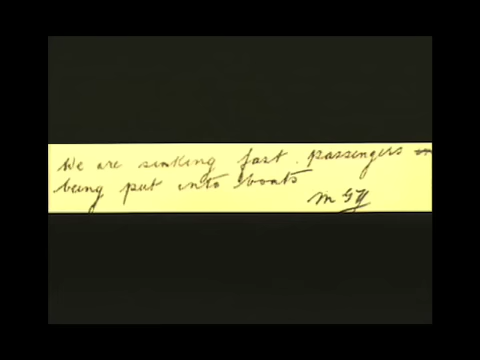 We are sinking fast. passengers
being put into boats
MGY